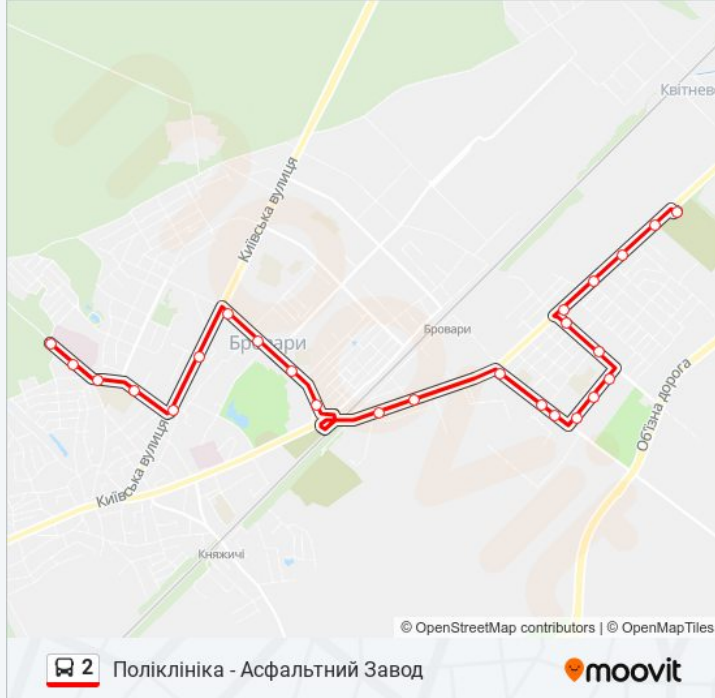 Квітнев
Київська вулиця
Бровари
Бровари
Об'їзна дорога
Київська вулиця
Княжичі
© OpenStreetMap contributors | © OpenMapTiles
2 Поліклініка - Асфальтний Завод
moovit
moovit